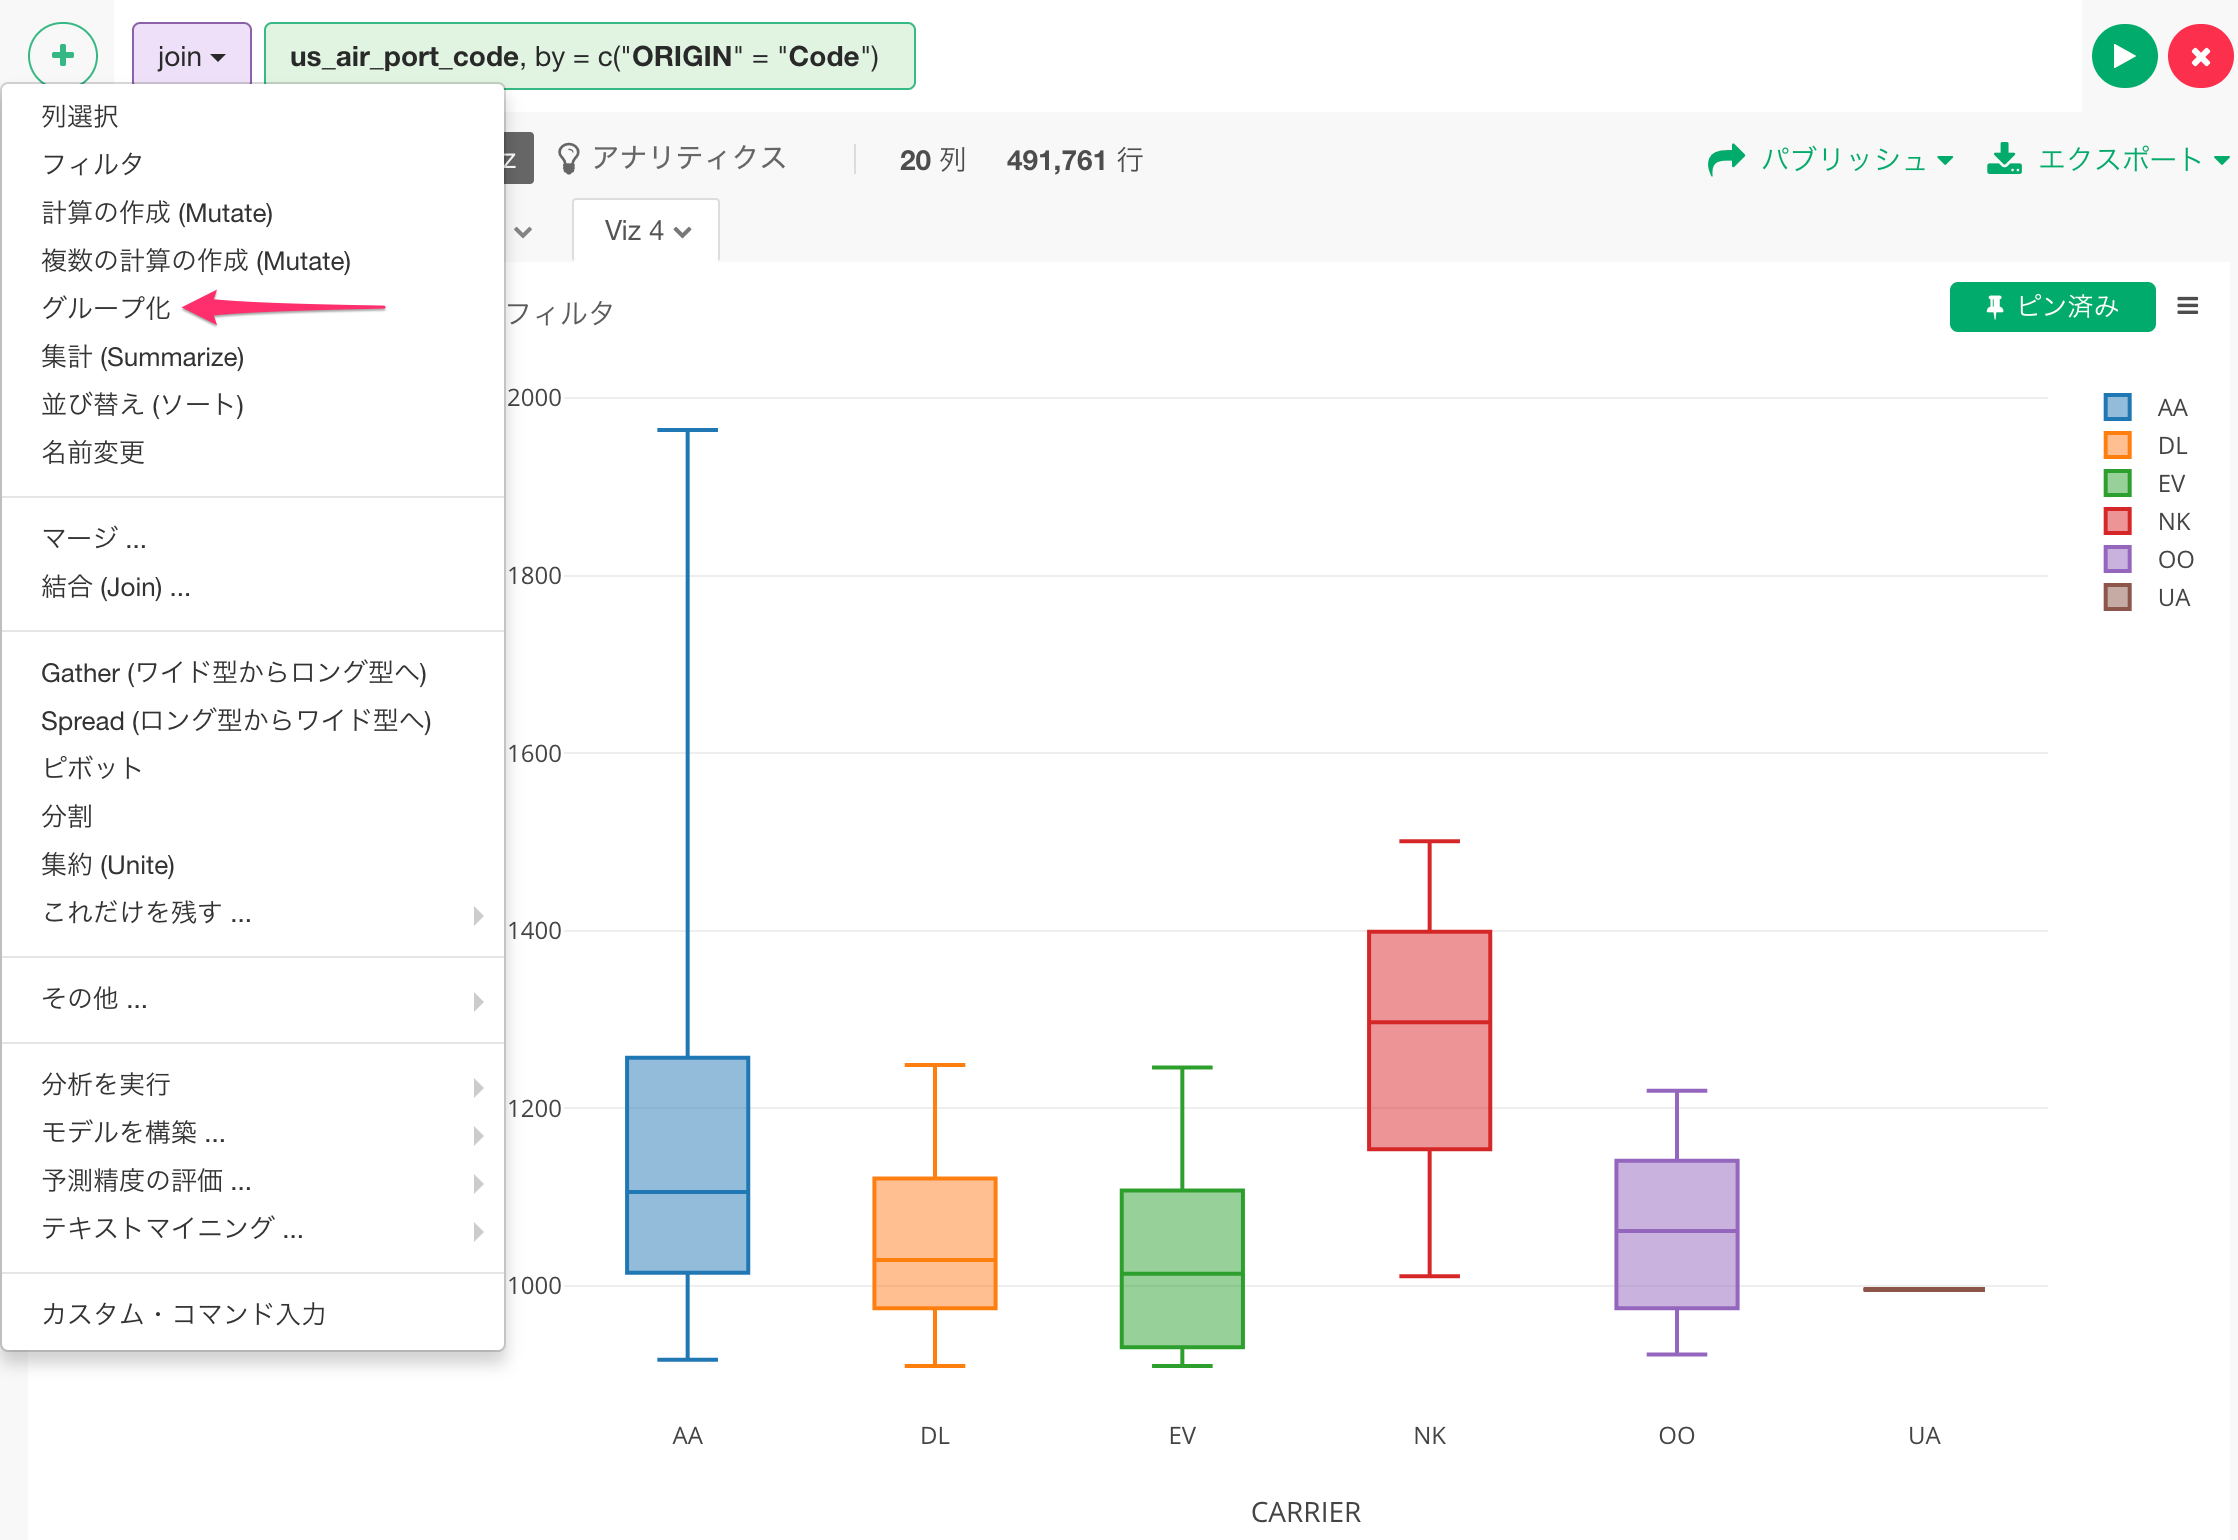 join
us_air_port_code, by = c("ORIGIN" = "Code")
列選択
フィルタ
計算の作成 (Mutate)
複数の計算の作成 (Mutate)
グループ化
集計 (Summarize)
並び替え (ソート)
名前変更
マージ ...
結合 (Join) ...
Gather (ワイド型からロング型へ)
Spread (ロング型からワイド型へ)
ピボット
分割
集約 (Unite)
これだけを残す ...
その他 ...
分析を実行
モデルを構築 ...
予測精度の評価 ...
テキストマイニング ...
カスタム・コマンド入力
z
アナリティクス
20 列
491,761 行
パブリッシュ
エクスポート
Viz 4
フィルタ
ピン済み
2000
1800
1600
1400
1200
1000
AA
DL
EV
NK
OO
UA
AA
DL
EV
NK
OO
UA
CARRIER